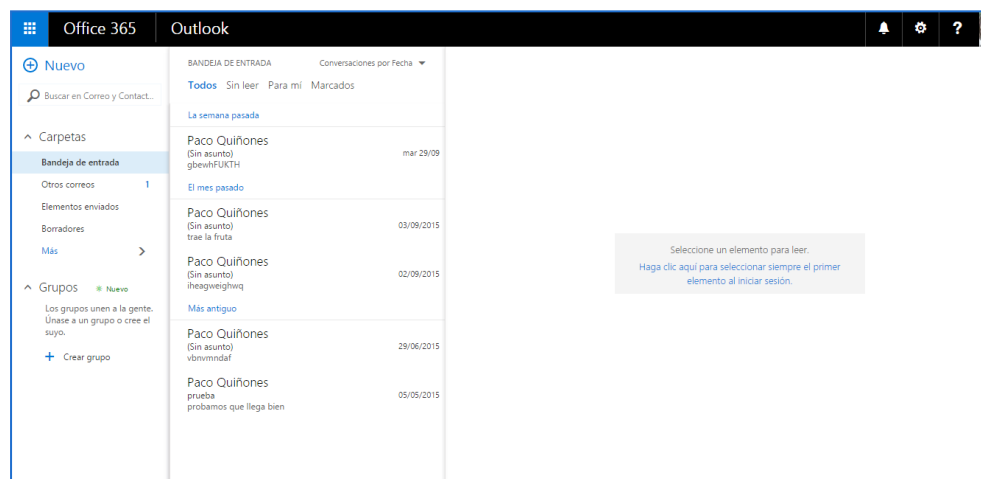 Office 365
Outlook
?
Nuevo
Buscar en Correo y Contact...
Carpetas
Bandeja de entrada
Otros correos 1
Elementos enviados
Borradores
Más
Grupos Nuevo
Los grupos unen a la gente.
Únase a un grupo o cree el
suyo.
Crear grupo
BANDEJA DE ENTRADA Conversaciones por Fecha
Todos Sin leer Para mí Marcados
La semana pasada
Paco Quiñones
(Sin asunto) mar 29/09
gbewhFUKTH
El mes pasado
Paco Quiñones
(Sin asunto) 03/09/2015
trae la fruta
Paco Quiñones
(Sin asunto) 02/09/2015
iheagweighwq
Más antiguo
Paco Quiñones
(Sin asunto) 29/06/2015
vbnvmndaf
Paco Quiñones
prueba 05/05/2015
probamos que llega bien
Seleccione un elemento para leer.
Haga clic aquí para seleccionar siempre el primer
elemento al iniciar sesión.